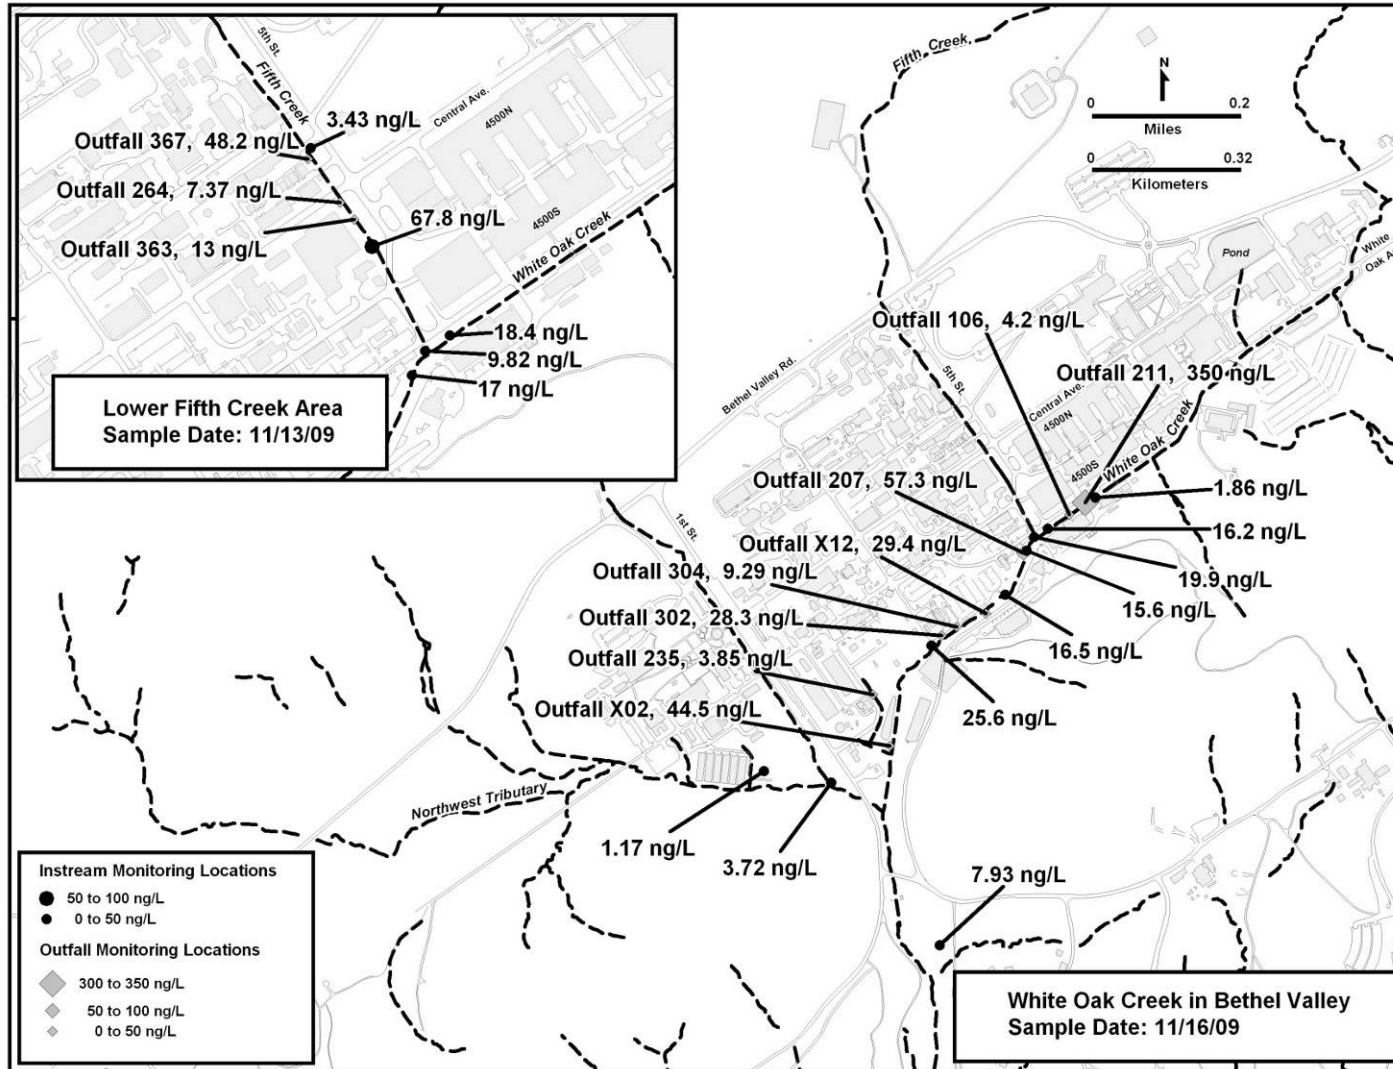 5th St.
Fifth Creek
Central Ave.
4500N
4500S
White Oak Creek
3.43 ng/L
Outfall 367, 48.2 ng/L
Outfall 264, 7.37 ng/L
67.8 ng/L
Outfall 363, 13 ng/L
18.4 ng/L
9.82 ng/L
17 ng/L
Lower Fifth Creek Area
Sample Date: 11/13/09
Fifth Creek
N
0 0.2
Miles
0 0.32
Kilometers
Pond
White
Oak A
Outfall 106, 4.2 ng/L
Bethel Valley Rd.
5th St.
Outfall 211, 350 ng/L
Central Ave.
4500N
4500S
White Oak Creek
Outfall 207, 57.3 ng/L
1.86 ng/L
1st St.
16.2 ng/L
Outfall X12, 29.4 ng/L
Outfall 304, 9.29 ng/L
19.9 ng/L
15.6 ng/L
Outfall 302, 28.3 ng/L
16.5 ng/L
Outfall 235, 3.85 ng/L
Outfall X02, 44.5 ng/L
25.6 ng/L
Northwest Tributary
1.17 ng/L
3.72 ng/L
7.93 ng/L
Instream Monitoring Locations
50 to 100 ng/L
0 to 50 ng/L
Outfall Monitoring Locations
300 to 350 ng/L
50 to 100 ng/L
0 to 50 ng/L
White Oak Creek in Bethel Valley
Sample Date: 11/16/09